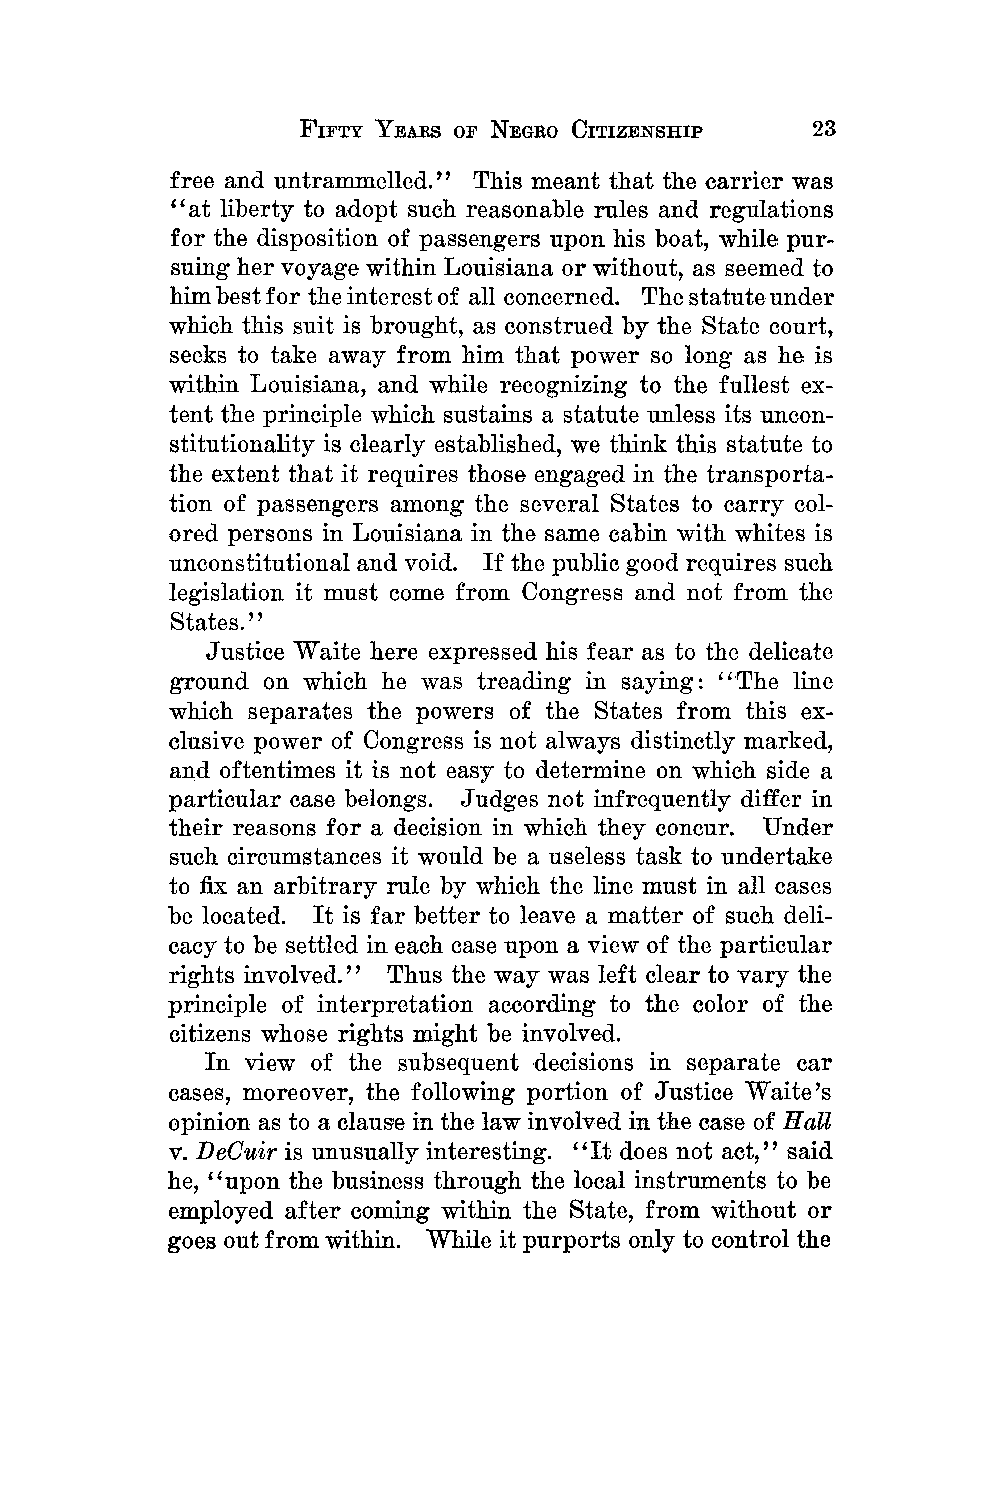 FIFTY YEARS OF NEGRO CITIZENSHIP 23
free and untrammelled.'' This meant that the carrier was
"at liberty to adopt such reasonable rules and regulations
for the disposition of passengers upon his boat, while pur-
suing her voyage within Louisiana or without, as seemed to
him best for the interest of all concerned. The statute under
which this suit is brought, as construed by the State court,
seeks to take away from him that power so long as he is
within Louisiana, and while recognizing to the fullest ex-
tent the principle which sustains a statute unless its uncon-
stitutionality is clearly established, we think this statute to
the extent that it requires those engaged in the transporta-
tion of passengers among the several States to carry col-
ored persons in Louisiana in the same cabin with whites is
unconstitutional and void. If the public good requires such
legislation it must come from Congress and not from the
States.''
Justice Waite here expressed his fear as to the delicate
ground on which he was treading in saying: "The line
which separates the powers of the States from this ex-
clusive power of Congress is not always distinctly marked,
and oftentimes it is not easy to determine on which side a
particular case belongs. Judges not infrequently differ in
their reasons for a decision in which they concur. Under
such circumstances it would be a useless task to undertake
to fix an arbitrary rule by which the line must in all cases
be located. It is far better to leave a matter of such deli-
cacy to be settled in each case upon a view of the particular
rights involved.'' Thus the way was left clear to vary the
principle of interpretation according to the color of the
citizens whose rights might be involved.
In view of the subsequent decisions in separate car
cases, moreover, the following portion of Justice Waite's
opinion as to a clause in the law involved in the case of Hall
v. DeCuir is unusually interesting. "It does not act," said
he, "upon the business through the local instruments to be
employed after coming within the State, from without or
goes out from within. While it purports only to control the